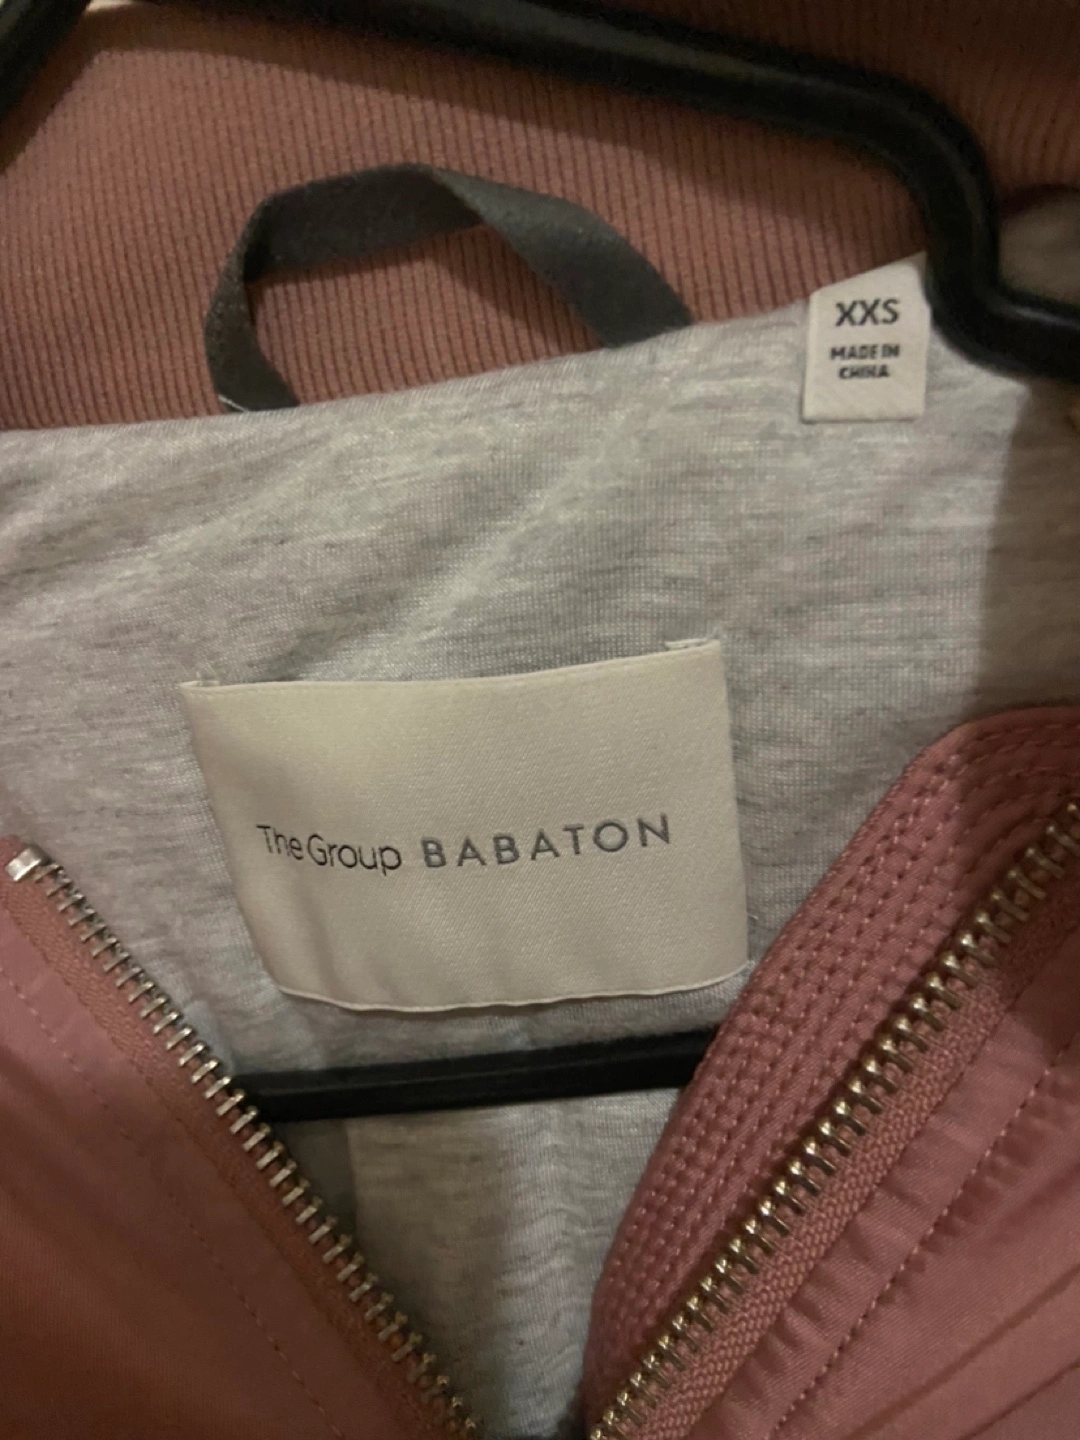 XXS
MADE IN
CHINA
The Group BABATON